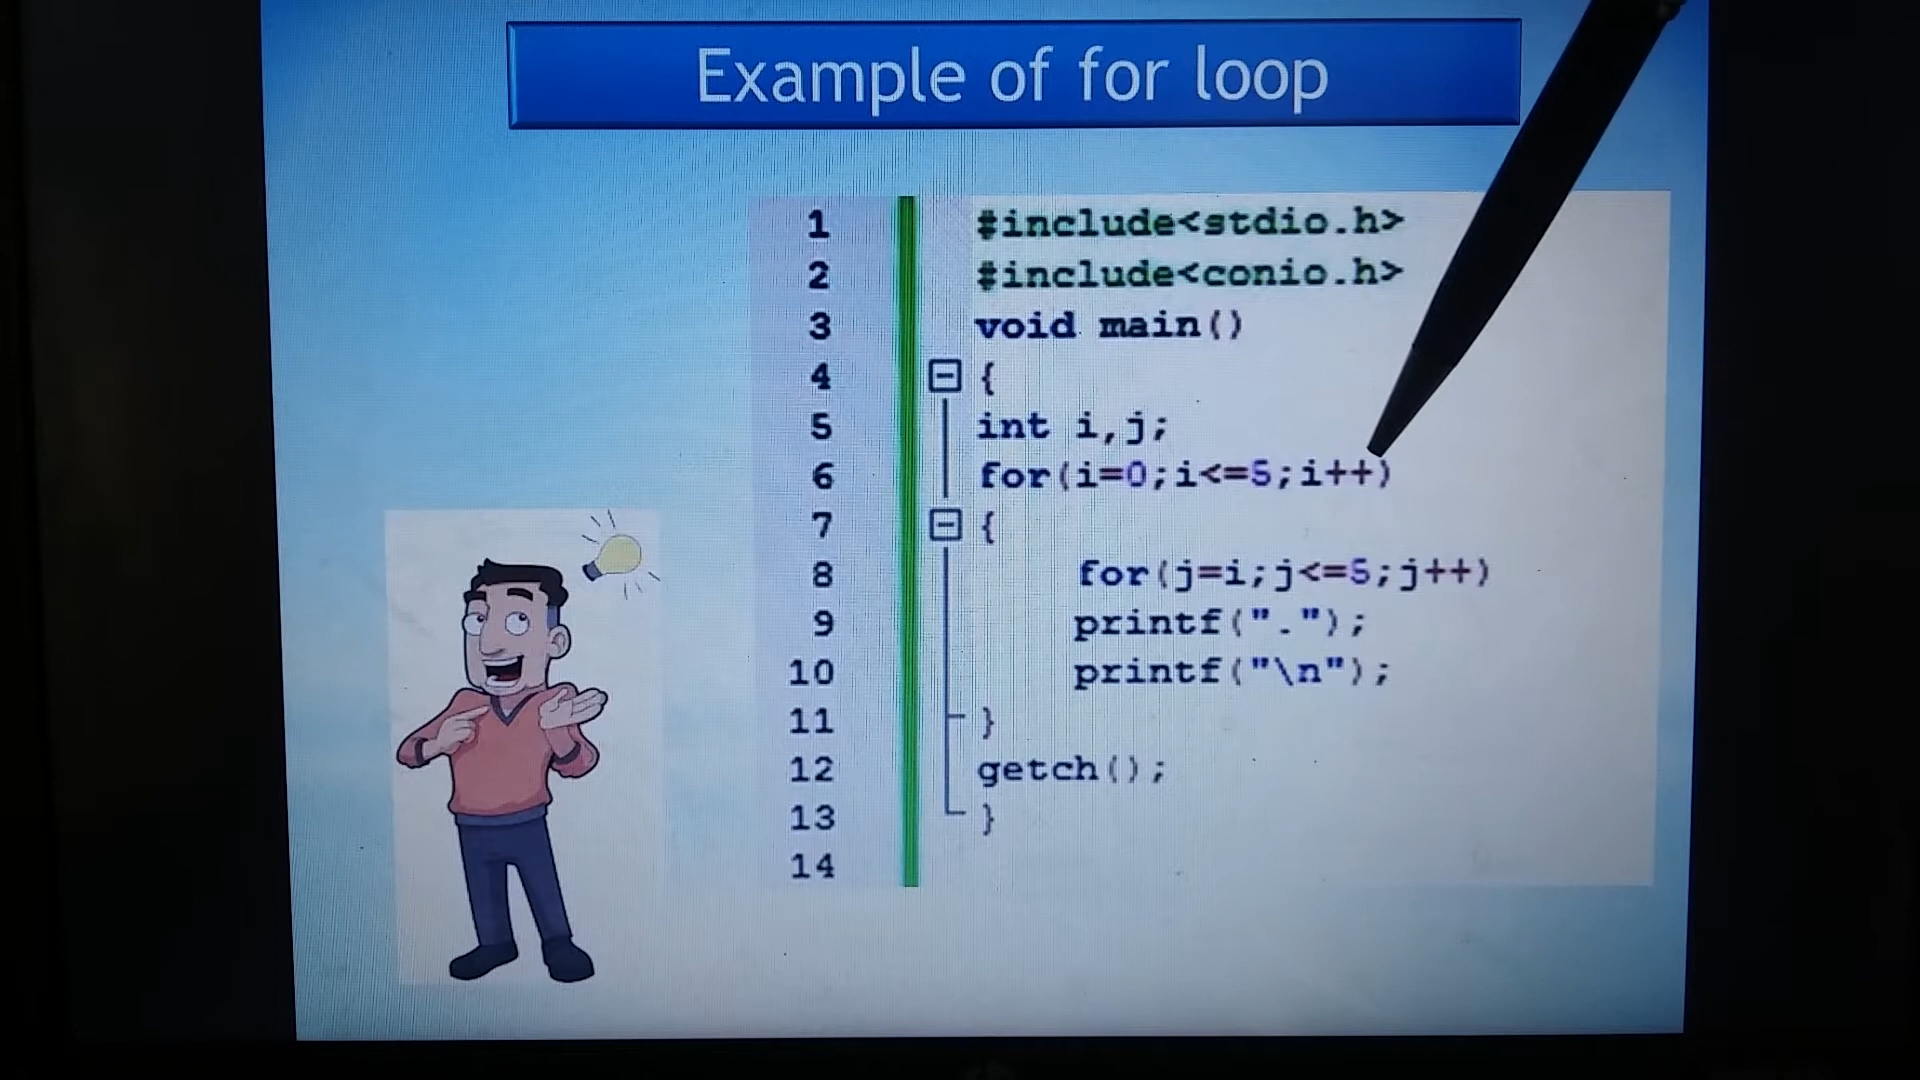 Example of for loop
1 #include<stdio.h>
2 #include<conio.h>
3 void main()
4 {
5 int i,j;
6 for(i=0;i<=5;i++)
7 {
8 for(j=i;j<=5;j++)
9 printf(".");
10 printf("\n");
11 }
12 getch();
13 }
14